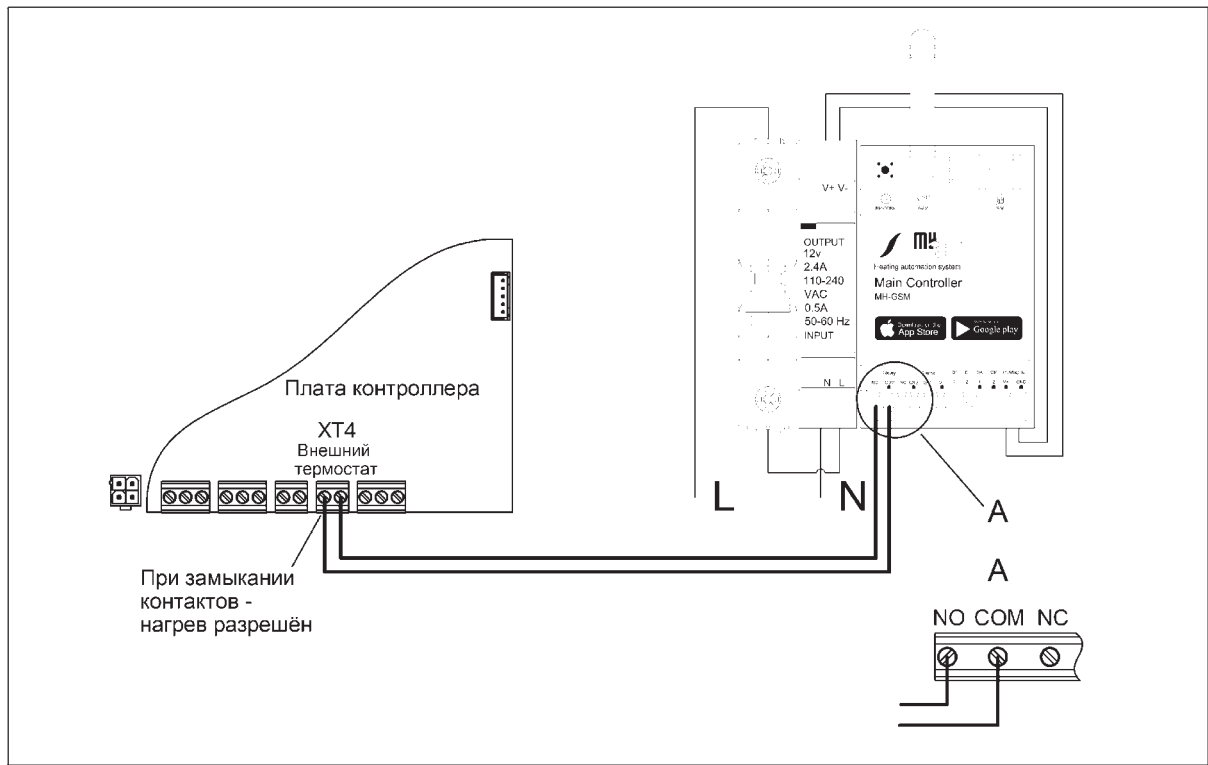 V+ V-
OUTPUT
12v
2.4A
110-240
VAC
0.5A
50-60 Hz
INPUT
N L
Heating automation system
Main Controller
MH-GSM
App Store
Google play
Плата контроллера
XT4
Внешний
термостат
L
N
A
A
При замыкании
контактов -
нагрев разрешён
NO COM NC